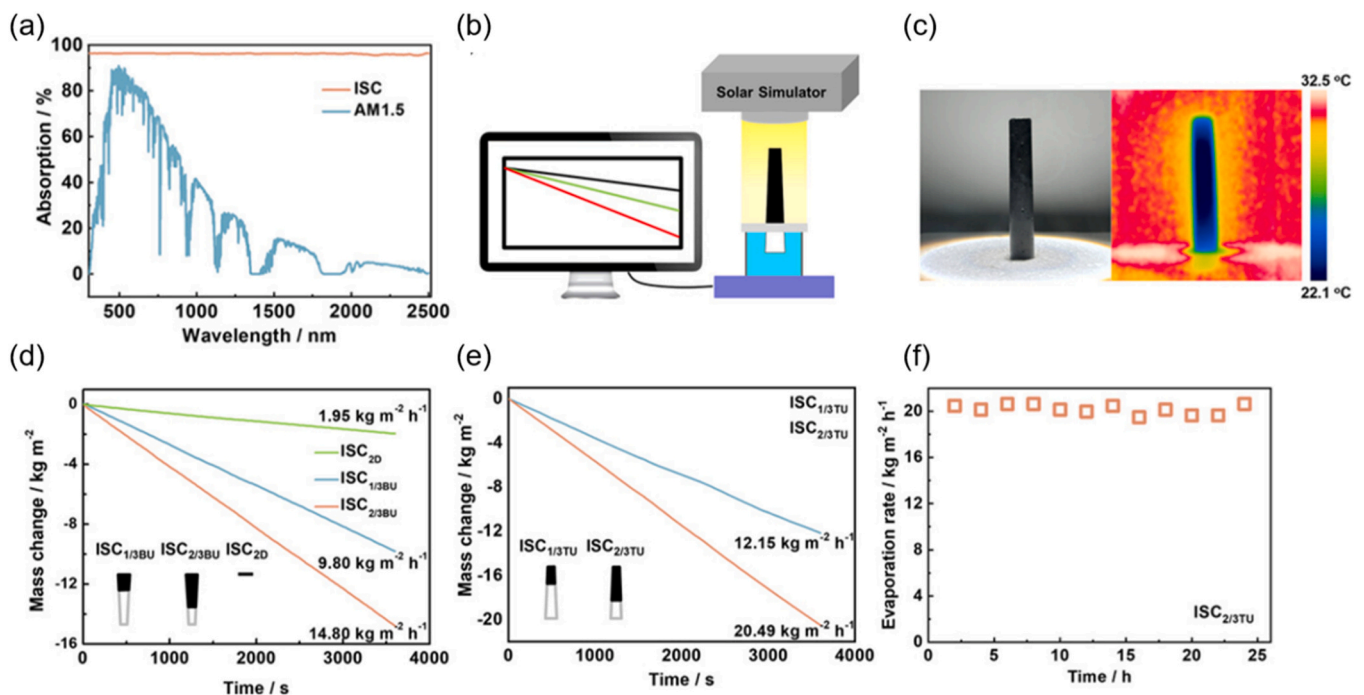 (a)
100
80
60
40
20
0
Absorption / %
ISC
AM1.5
500 1000 1500 2000 2500
Wavelength / nm
(b)
Solar Simulator
(c)
32.5 °C
22.1 °C
(d)
0
-4
-8
-12
-16
Mass change / kg m⁻²
1.95 kg m⁻² h⁻¹
ISC₂D
ISC₁/₃BU
ISC₂/₃BU
ISC₁/₃BU ISC₂/₃BU ISC₂D
9.80 kg m⁻² h⁻¹
14.80 kg m⁻² h⁻¹
0 1000 2000 3000 4000
Time / s
(e)
0
-4
-8
-12
-16
-20
Mass change / kg m⁻²
ISC₁/₃TU
ISC₂/₃TU
ISC₁/₃TU ISC₂/₃TU
12.15 kg m⁻² h⁻¹
20.49 kg m⁻² h⁻¹
0 1000 2000 3000 4000
Time / s
(f)
24
20
16
12
8
4
0
Evaporation rate / kg m⁻² h⁻¹
ISC₂/₃TU
0 5 10 15 20 25
Time / h